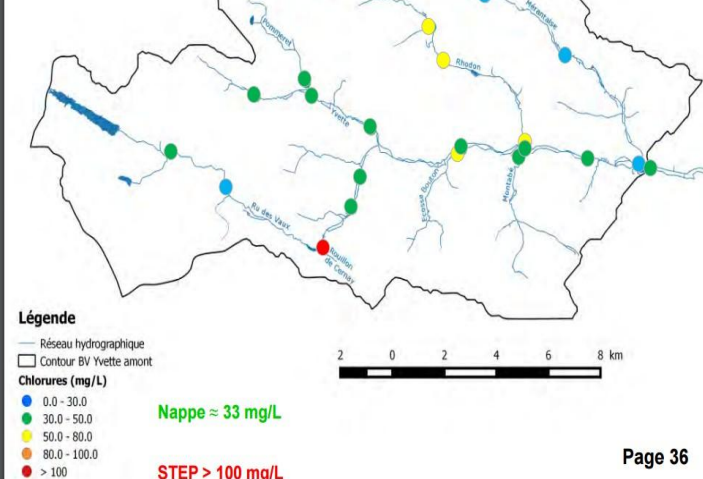 Pommeret
Mérantaise
Rhodon
Yvette
Ecosse Bouton
Montabé
Ru des Vaux
Rouillon
de Cernay
Légende
Réseau hydrographique
Contour BV Yvette amont
2 0 2 4 6 8 km
Chlorures (mg/L)
0.0 - 30.0
30.0 - 50.0
50.0 - 80.0
80.0 - 100.0
> 100
Nappe ≈ 33 mg/L
STEP > 100 mg/L
Page 36